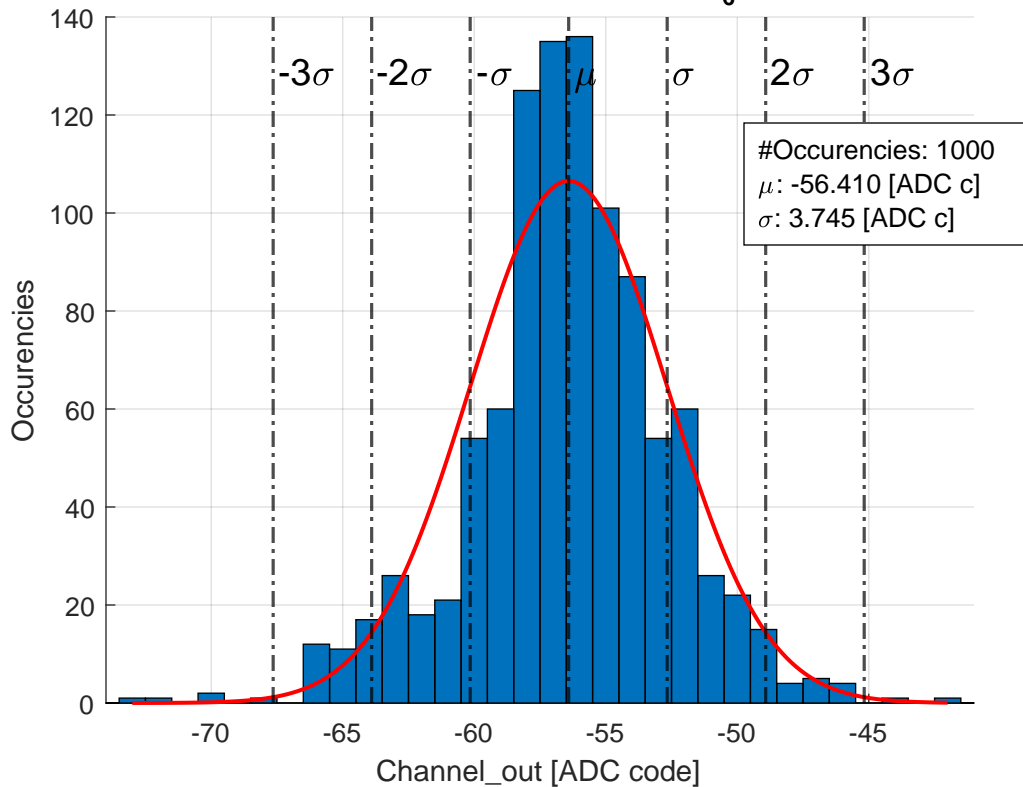 140
120
100
80
60
40
20
0
-3σ -2σ -σ μ σ 2σ 3σ
#Occurencies: 1000
μ: -56.410 [ADC c]
σ: 3.745 [ADC c]
Occurencies
-70 -65 -60 -55 -50 -45
Channel_out [ADC code]